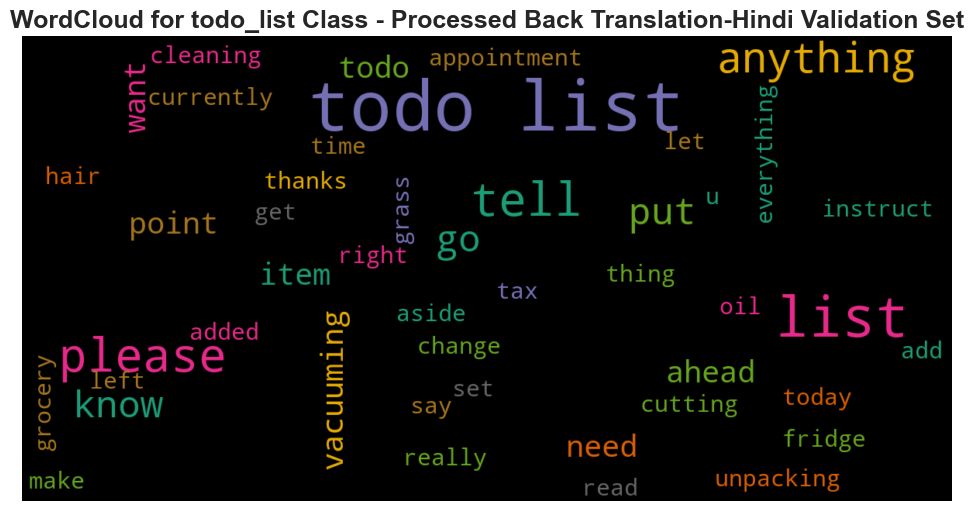 WordCloud for todo_list Class - Processed Back Translation-Hindi Validation Set
cleaning
appointment
anything
todo
want
currently
todo list
everything
time
let
hair
thanks
grass
tell
put
u
instruct
get
point
go
right
item
thing
tax
oil
list
aside
added
please
vacuuming
change
add
ahead
left
set
grocery
know
say
cutting
today
need
fridge
really
make
read
unpacking